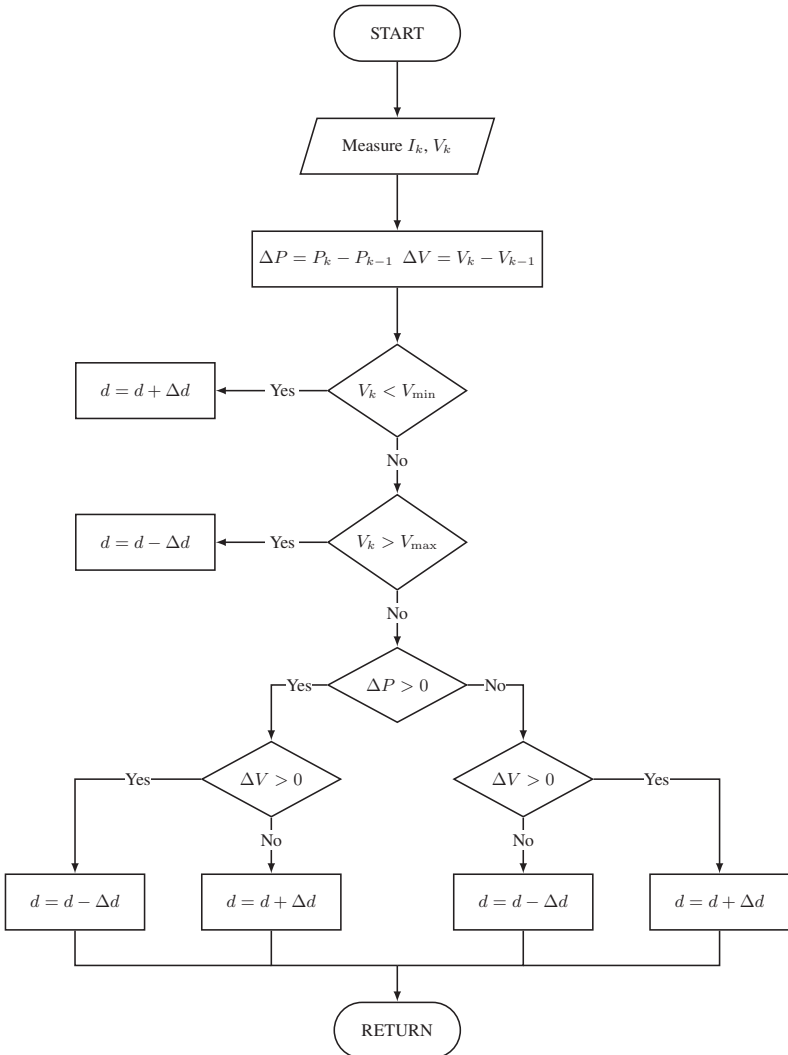 START
Measure I_k, V_k
ΔP = P_k − P_{k−1} ΔV = V_k − V_{k−1}
d = d + Δd
Yes
V_k < V_min
No
d = d − Δd
Yes
V_k > V_max
No
Yes
ΔP > 0
No
Yes
ΔV > 0
ΔV > 0
Yes
No
No
d = d − Δd
d = d + Δd
d = d − Δd
d = d + Δd
RETURN